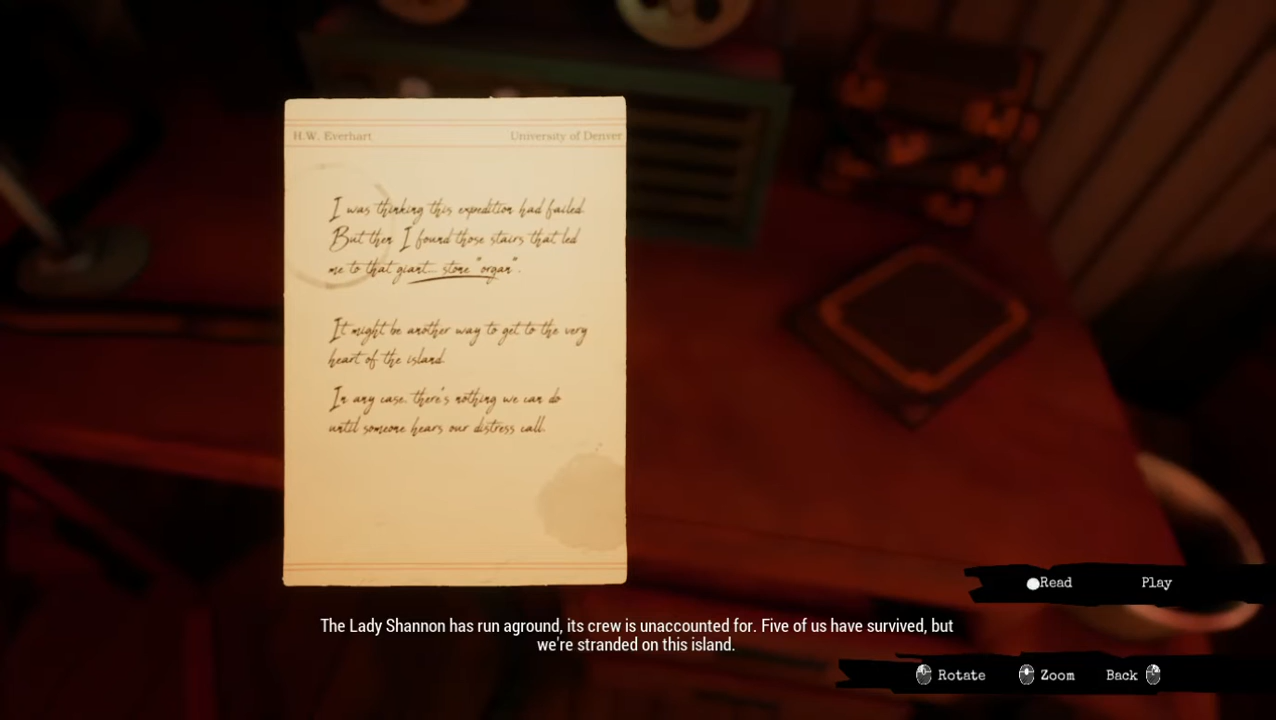 H.W. Everhart University of Denver
I was thinking this expedition had failed.
But then I found those stairs that led
me to that giant... stone "organ".
It might be another way to get to the very
heart of the island.
In any case, there's nothing we can do
until someone hears our distress call.
The Lady Shannon has run aground, its crew is unaccounted for. Five of us have survived, but
we're stranded on this island.
Read Play
Rotate Zoom Back